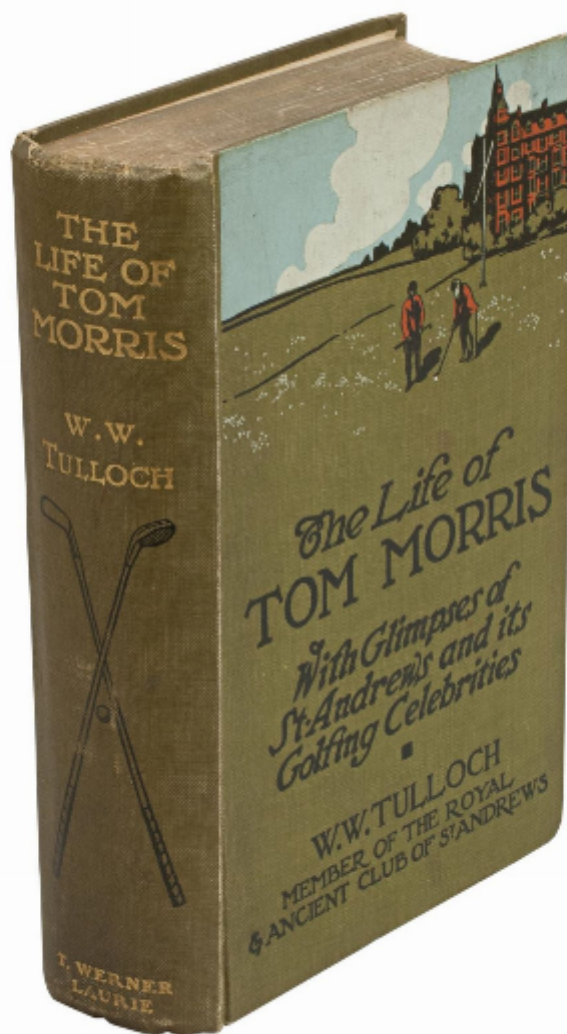 THE
LIFE OF
TOM
MORRIS
W.W.
TULLOCH
T. WERNER
LAURIE
The Life of
TOM MORRIS
With Glimpses of
St. Andrews and its
Golfing Celebrities
W.W. TULLOCH
MEMBER OF THE ROYAL
& ANCIENT CLUB OF ST ANDREWS